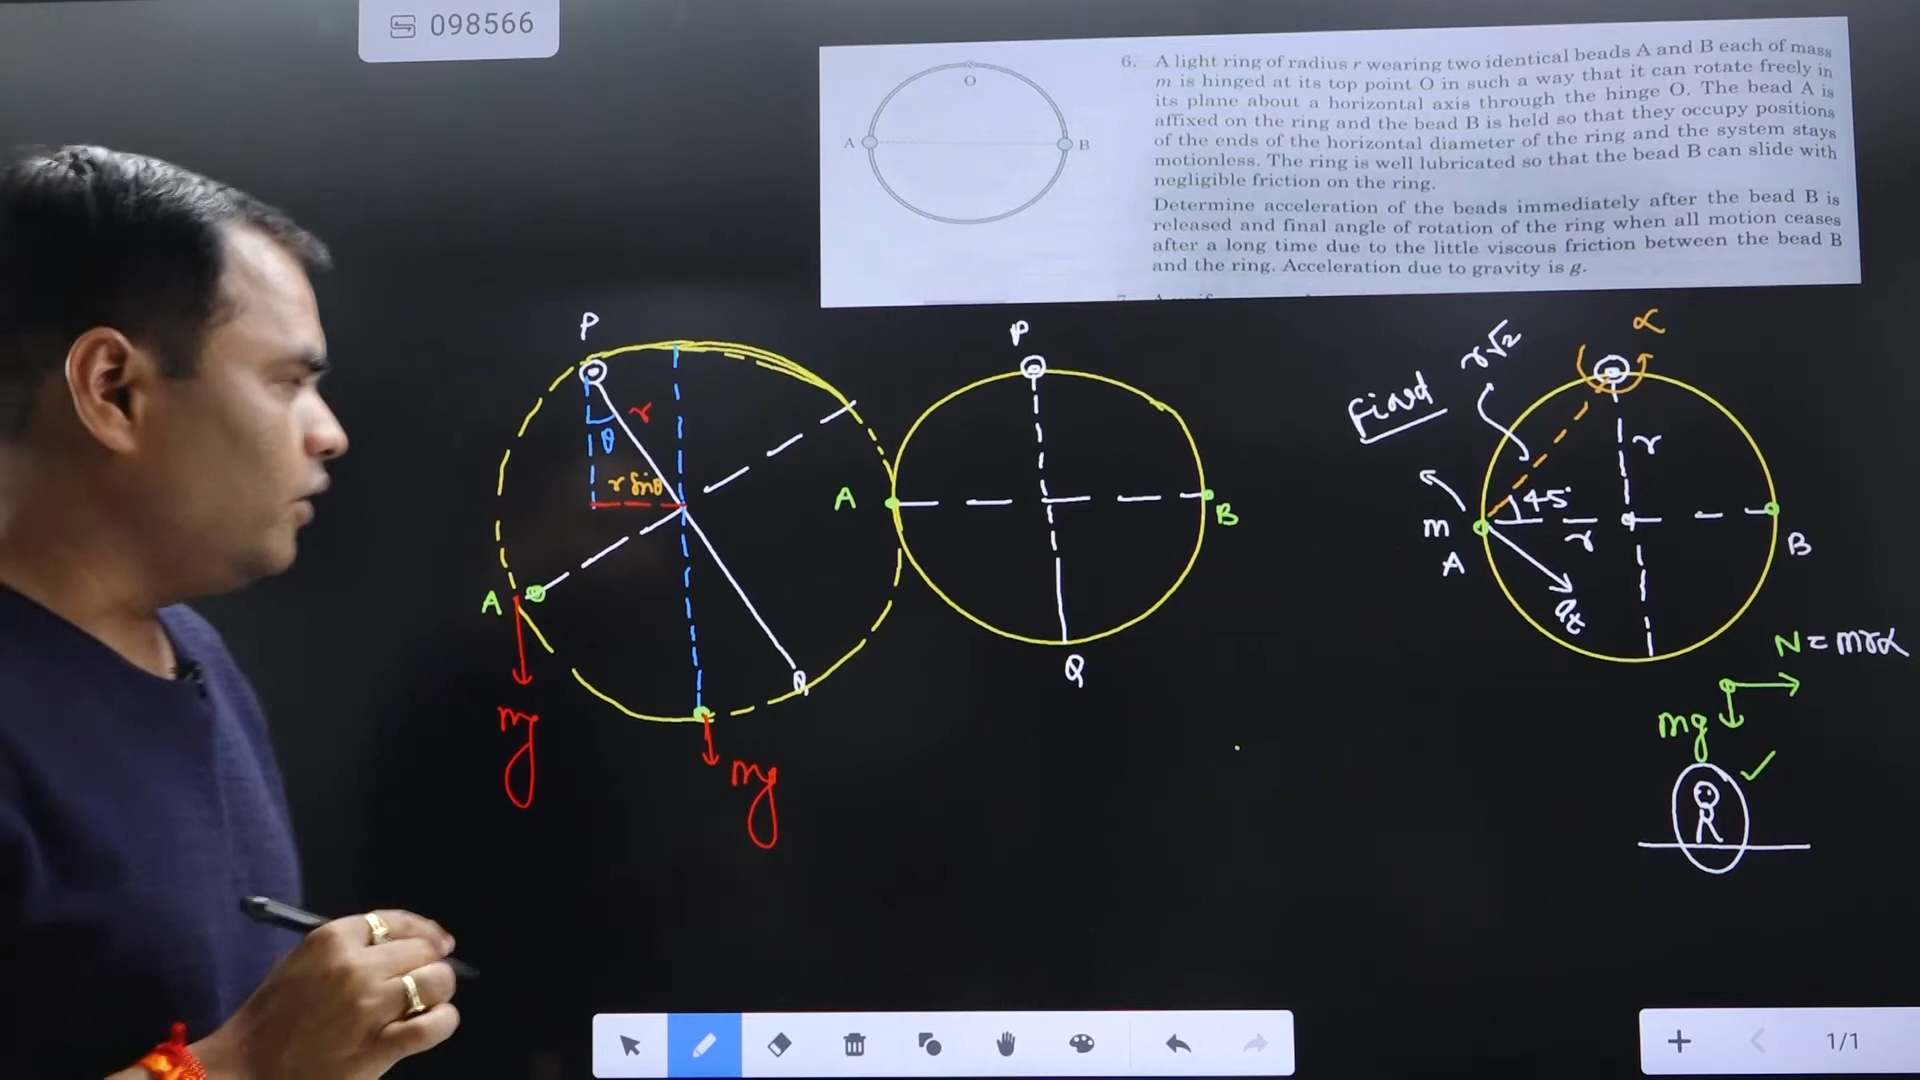 098566
6. A light ring of radius r wearing two identical beads A and B each of mass
m is hinged at its top point O in such a way that it can rotate freely in
its plane about a horizontal axis through the hinge O. The bead A is
affixed on the ring and the bead B is held so that they occupy positions
of the ends of the horizontal diameter of the ring and the system stays
motionless. The ring is well lubricated so that the bead B can slide with
negligible friction on the ring.
Determine acceleration of the beads immediately after the bead B is
released and final angle of rotation of the ring when all motion ceases
after a long time due to the little viscous friction between the bead B
and the ring. Acceleration due to gravity is g.
O
A
B
P
r
θ
r sinθ
A
mg
mg
Q
P
A
B
Q
Fixed
r√2
α
r
45°
m
A
r
B
at
N = mrα
mg
1/1